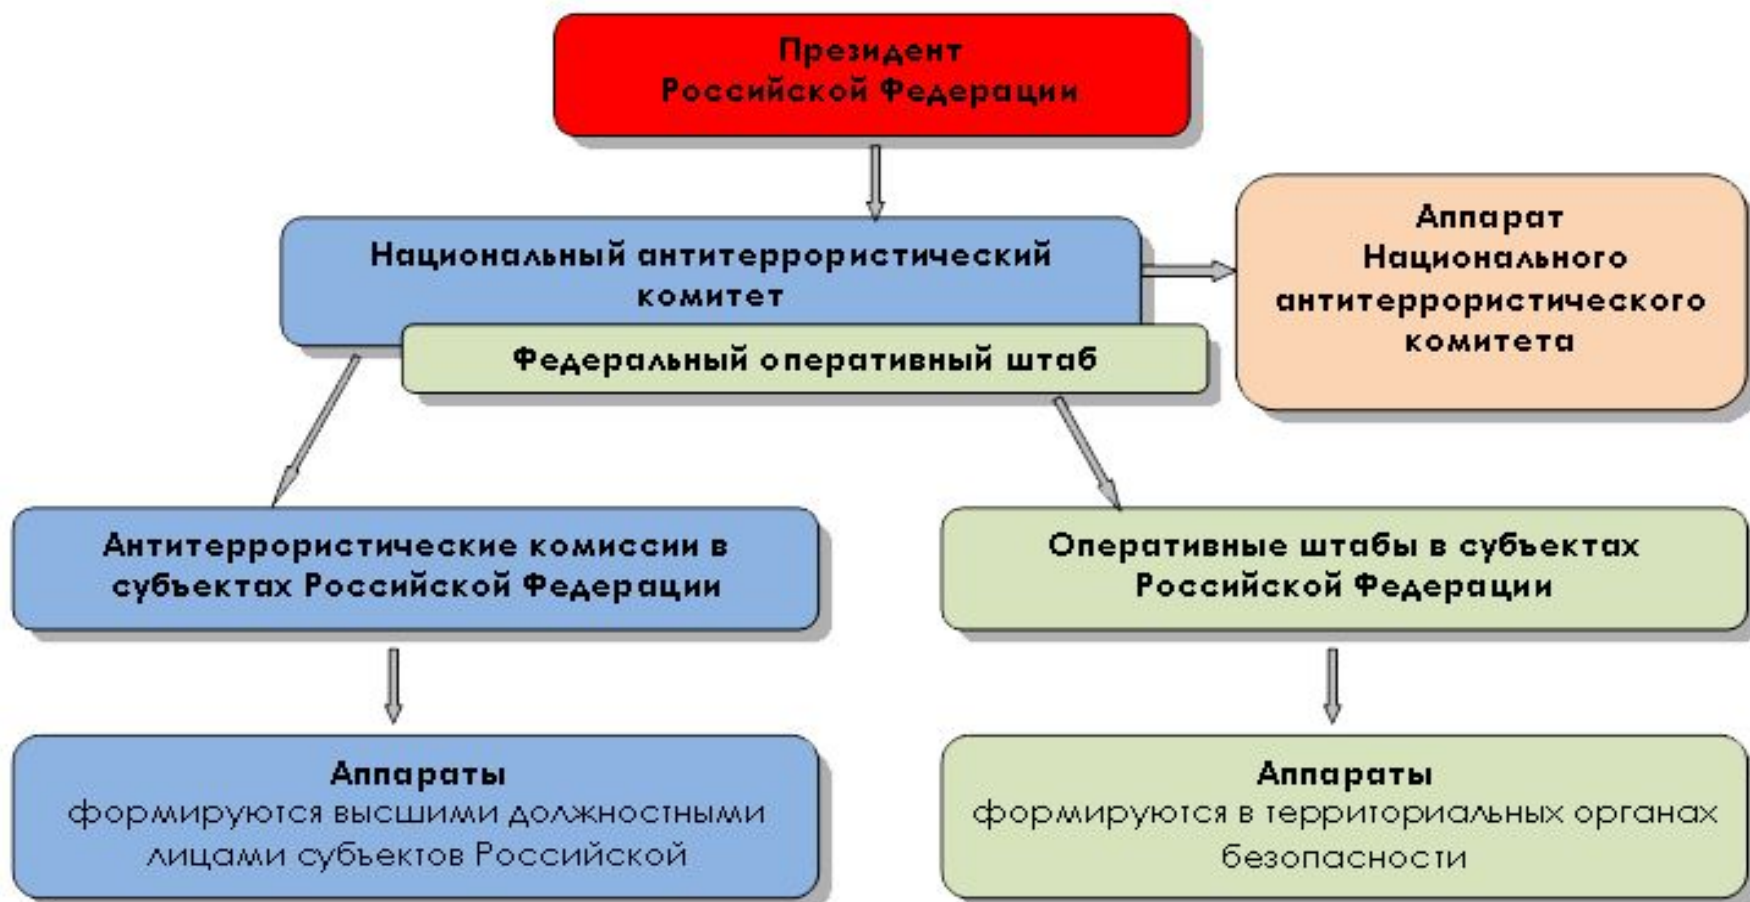 Президент
Российской Федерации
Национальный антитеррористический
комитет
Аппарат
Национального
антитеррористического
комитета
Федеральный оперативный штаб
Антитеррористические комиссии в
субъектах Российской Федерации
Оперативные штабы в субъектах
Российской Федерации
Аппараты
формируются высшими должностными
лицами субъектов Российской
Аппараты
формируются в территориальных органах
безопасности